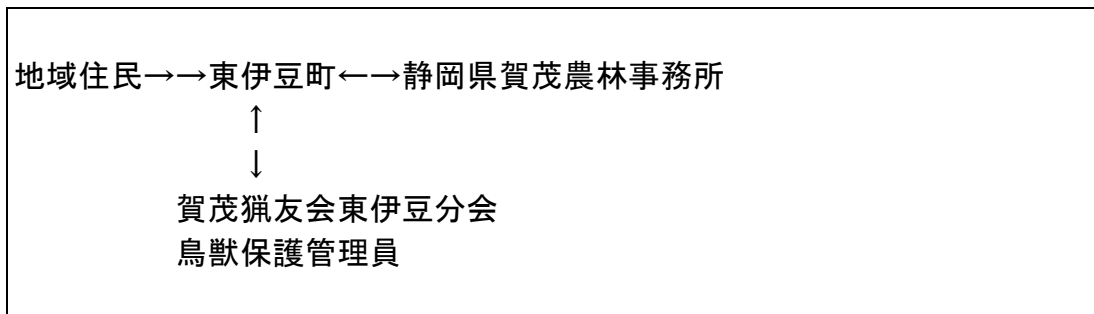 地域住民→→東伊豆町←→静岡県賀茂農林事務所
↑
↓
賀茂猟友会東伊豆分会
鳥獣保護管理員